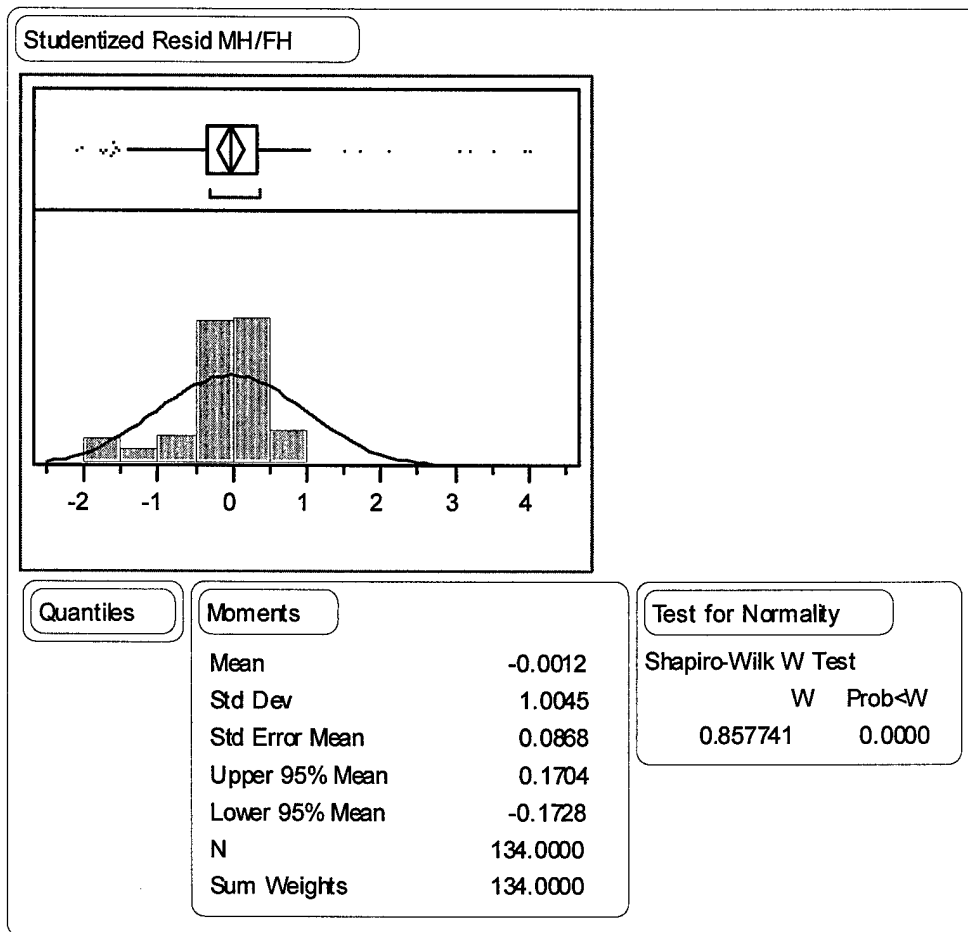 Studentized Resid MH/FH
-2 -1 0 1 2 3 4
Quantiles
Moments
Mean -0.0012
Std Dev 1.0045
Std Error Mean 0.0868
Upper 95% Mean 0.1704
Lower 95% Mean -0.1728
N 134.0000
Sum Weights 134.0000
Test for Normality
Shapiro-Wilk W Test
W Prob<W
0.857741 0.0000